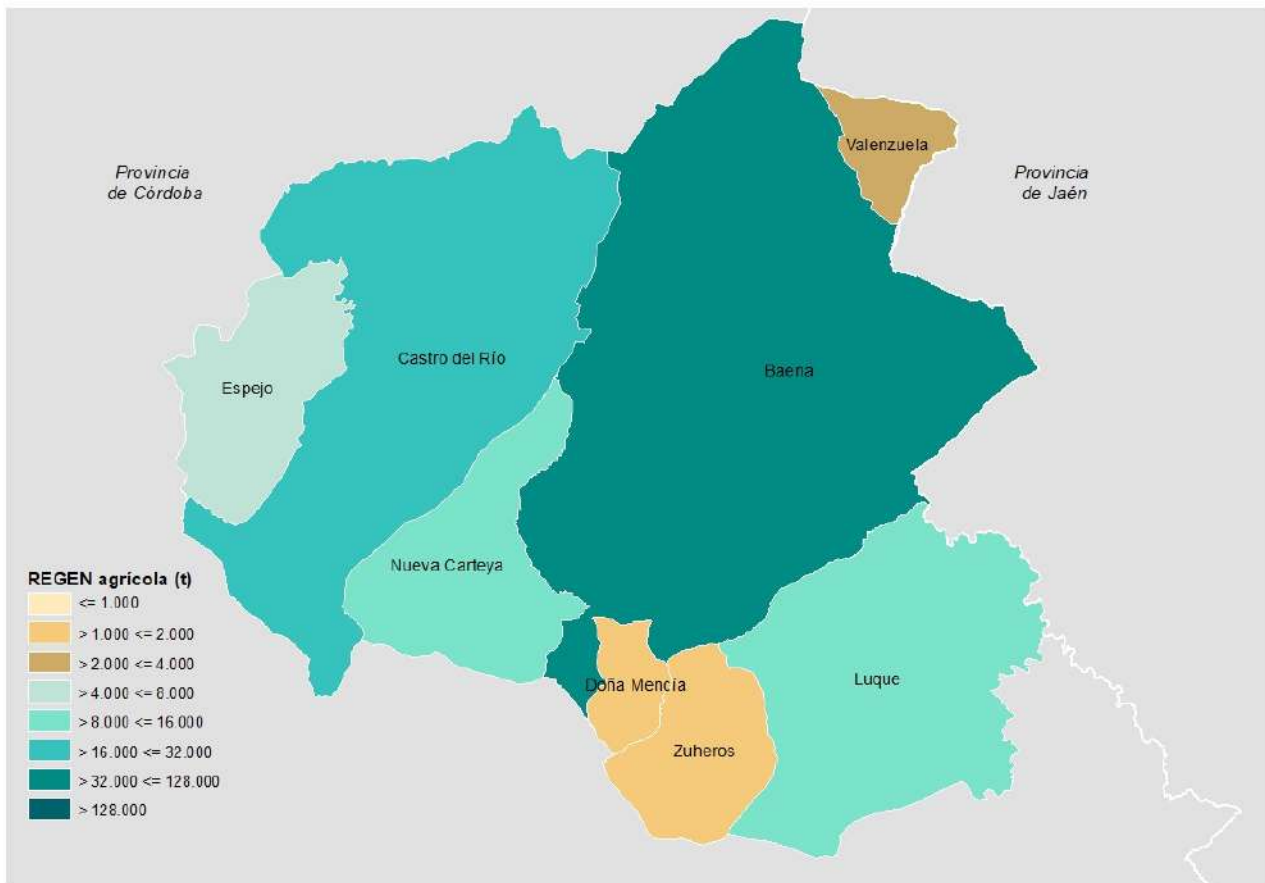 Provincia
de Córdoba
Valenzuela
Provincia
de Jaén
Castro del Río
Baena
Espejo
Nueva Carteya
Doña Mencía
Luque
Zuheros
REGEN agrícola (t)
<= 1.000
> 1.000 <= 2.000
> 2.000 <= 4.000
> 4.000 <= 8.000
> 8.000 <= 16.000
> 16.000 <= 32.000
> 32.000 <= 128.000
> 128.000